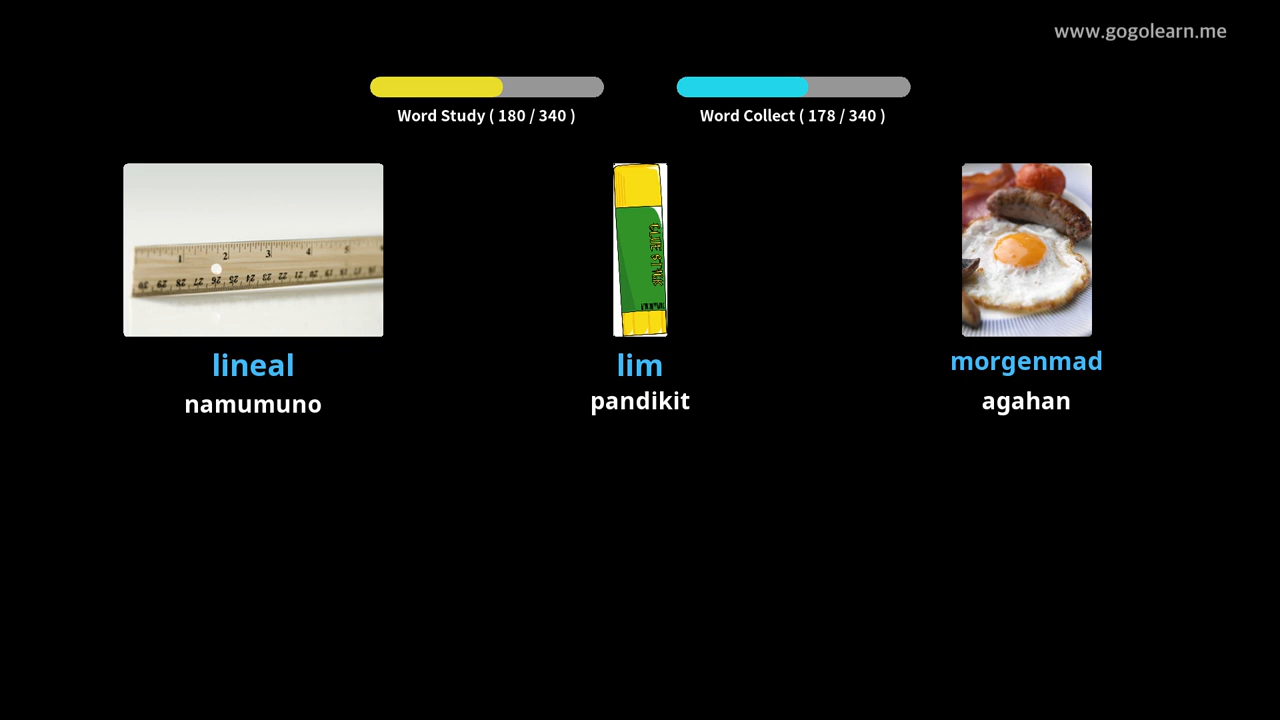 www.gogolearn.me
Word Study ( 180 / 340 )
Word Collect ( 178 / 340 )
lineal
lim
morgenmad
namumuno
pandikit
agahan